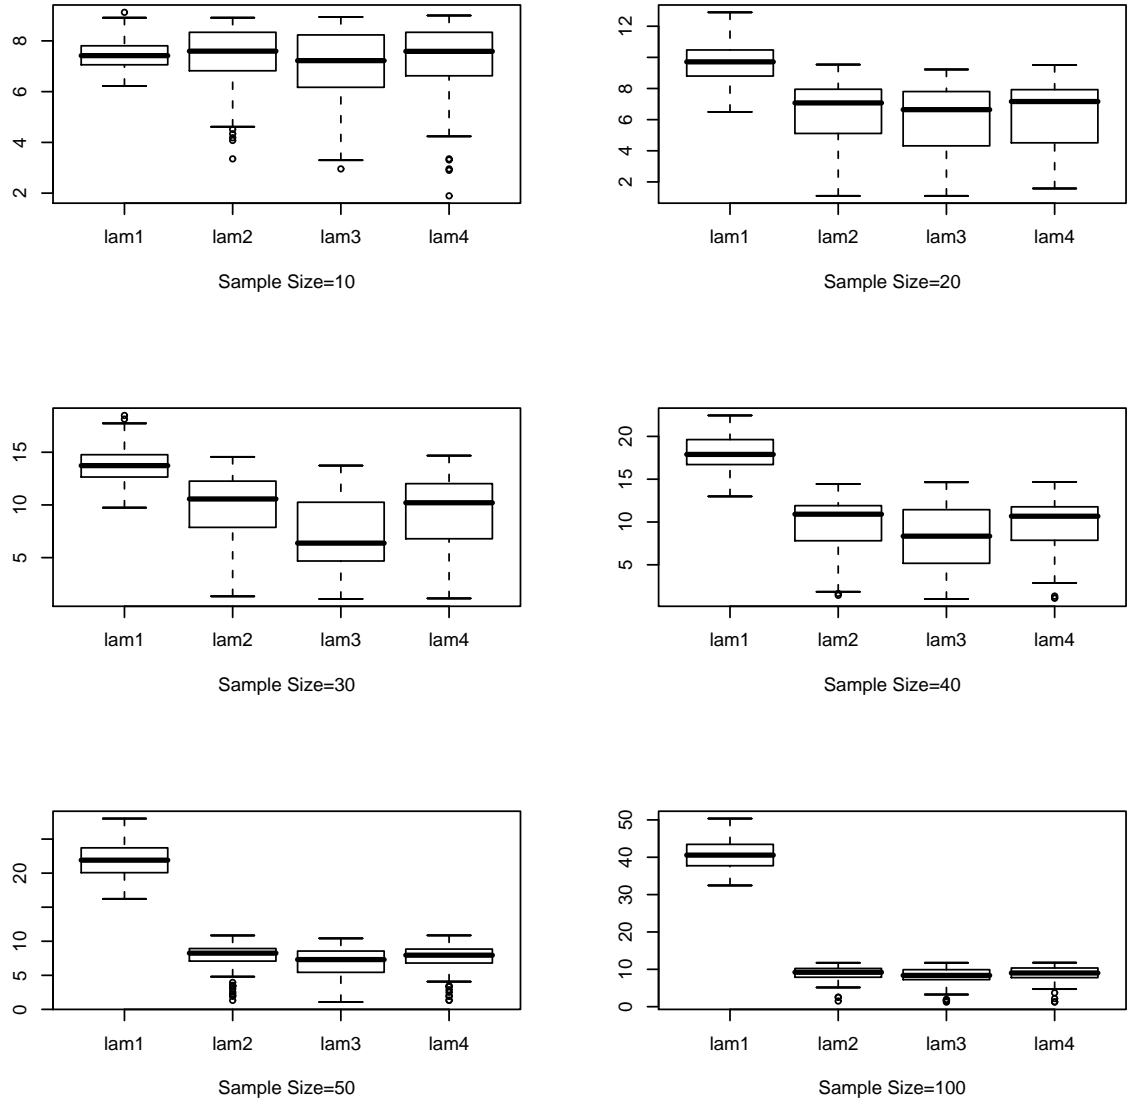 2 4 6 8
lam1 lam2 lam3 lam4
Sample Size=10
2 4 6 8 12
lam1 lam2 lam3 lam4
Sample Size=20
5 10 15
lam1 lam2 lam3 lam4
Sample Size=30
5 10 15 20
lam1 lam2 lam3 lam4
Sample Size=40
0 5 10 20
lam1 lam2 lam3 lam4
Sample Size=50
0 10 20 30 40 50
lam1 lam2 lam3 lam4
Sample Size=100